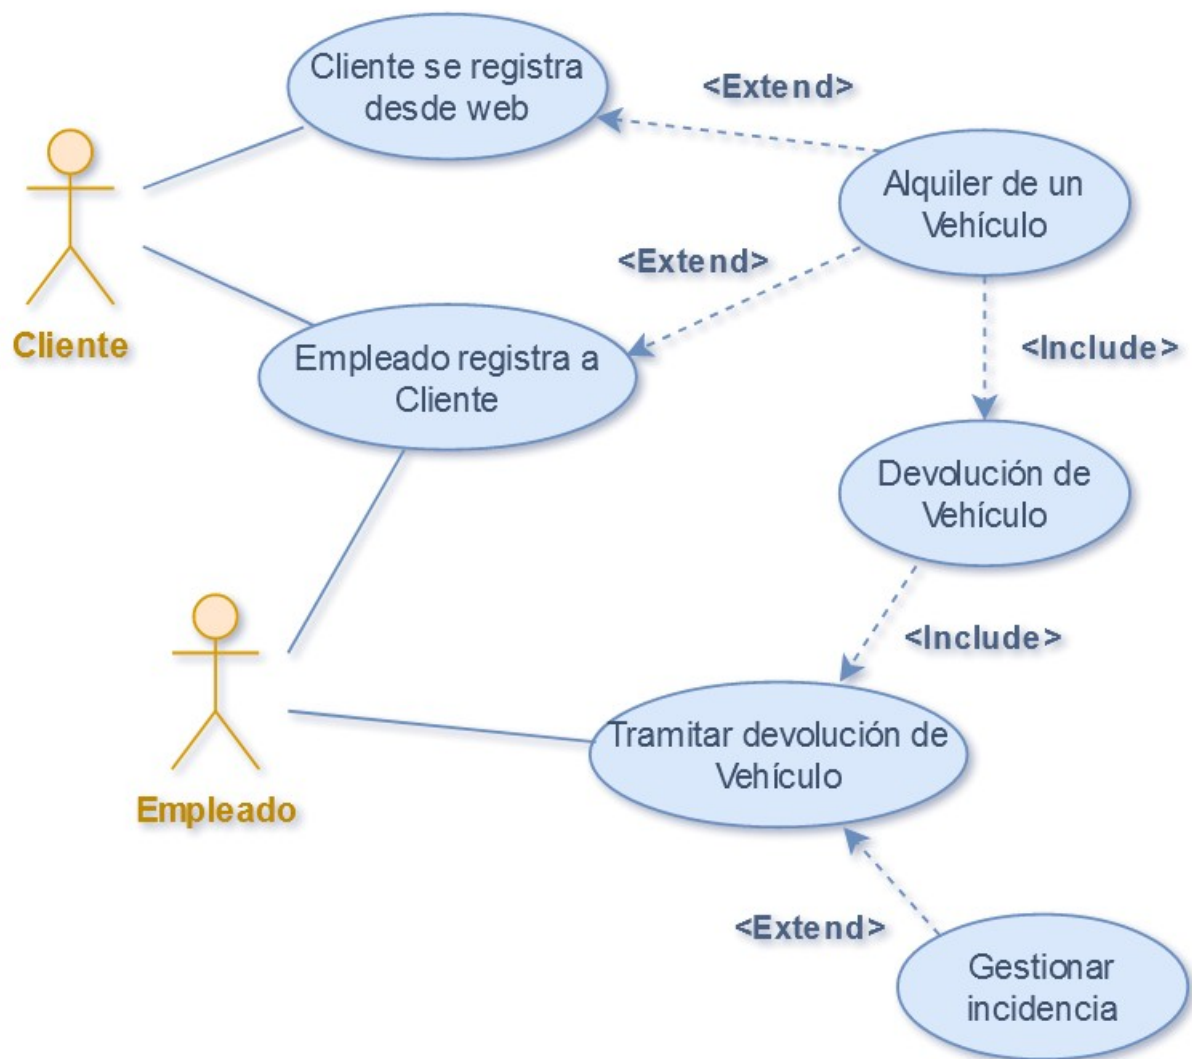 Cliente se registra
desde web
<Extend>
Alquiler de un
Vehículo
<Extend>
Cliente
Empleado registra a
Cliente
<Include>
Devolución de
Vehículo
<Include>
Tramitar devolución de
Vehículo
Empleado
<Extend>
Gestionar
incidencia